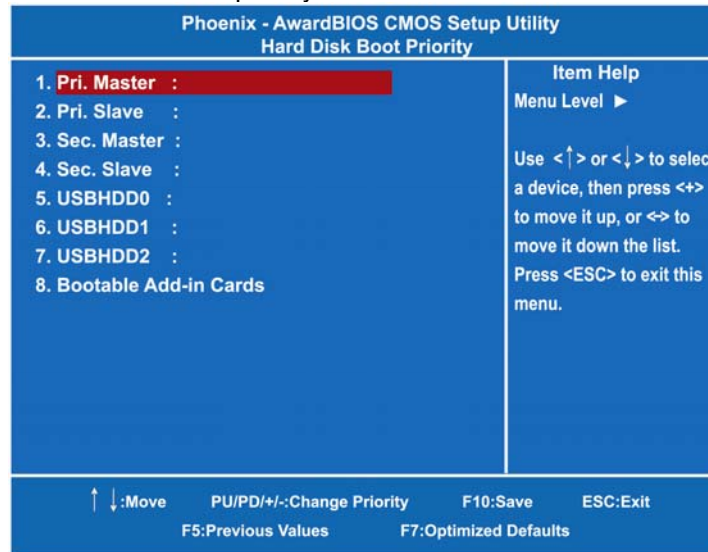 Phoenix - AwardBIOS CMOS Setup Utility
Hard Disk Boot Priority
1. Pri. Master :
2. Pri. Slave :
3. Sec. Master :
4. Sec. Slave :
5. USBHDD0 :
6. USBHDD1 :
7. USBHDD2 :
8. Bootable Add-in Cards
Item Help
Menu Level ►
Use <↑> or <↓> to selec
a device, then press <+>
to move it up, or <-> to
move it down the list.
Press <ESC> to exit this
menu.
↑ ↓:Move PU/PD/+/-:Change Priority F10:Save ESC:Exit
F5:Previous Values F7:Optimized Defaults